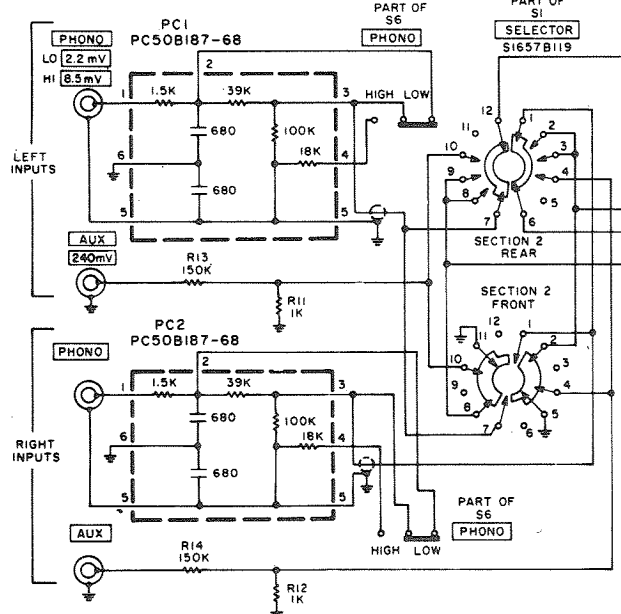 PC1
PC50B187-68
PART OF
S6
PHONO
PART OF
S1
SELECTOR
S1657B119
PHONO
LO 2.2 mV
HI 8.5mV
1
1.5K
2
39K
3
HIGH LOW
680
100K
18K
4
6
680
5
5
LEFT
INPUTS
12
1
11
2
10
3
9
4
8
5
7
6
SECTION 2
REAR
AUX
240mV
R13
150K
R11
1K
SECTION 2
FRONT
12
1
11
2
10
3
9
4
8
5
7
6
PC2
PC50B187-68
PHONO
1
1.5K
2
39K
3
680
100K
18K
4
6
680
5
5
RIGHT
INPUTS
HIGH LOW
PART OF
S6
PHONO
AUX
R14
150K
R12
1K